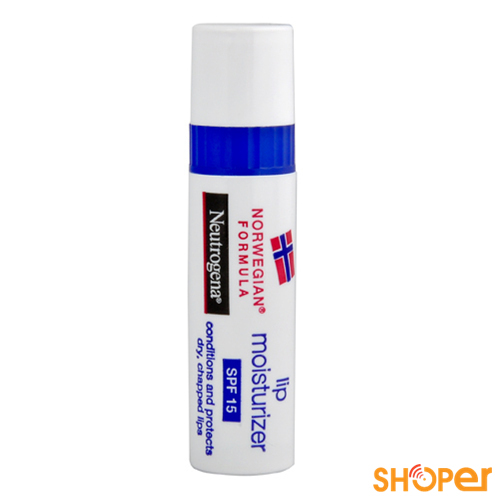 NORWEGIAN®
FORMULA
Neutrogena®
lip
moisturizer
SPF 15
conditions and protects
dry, chapped lips
SHOPER